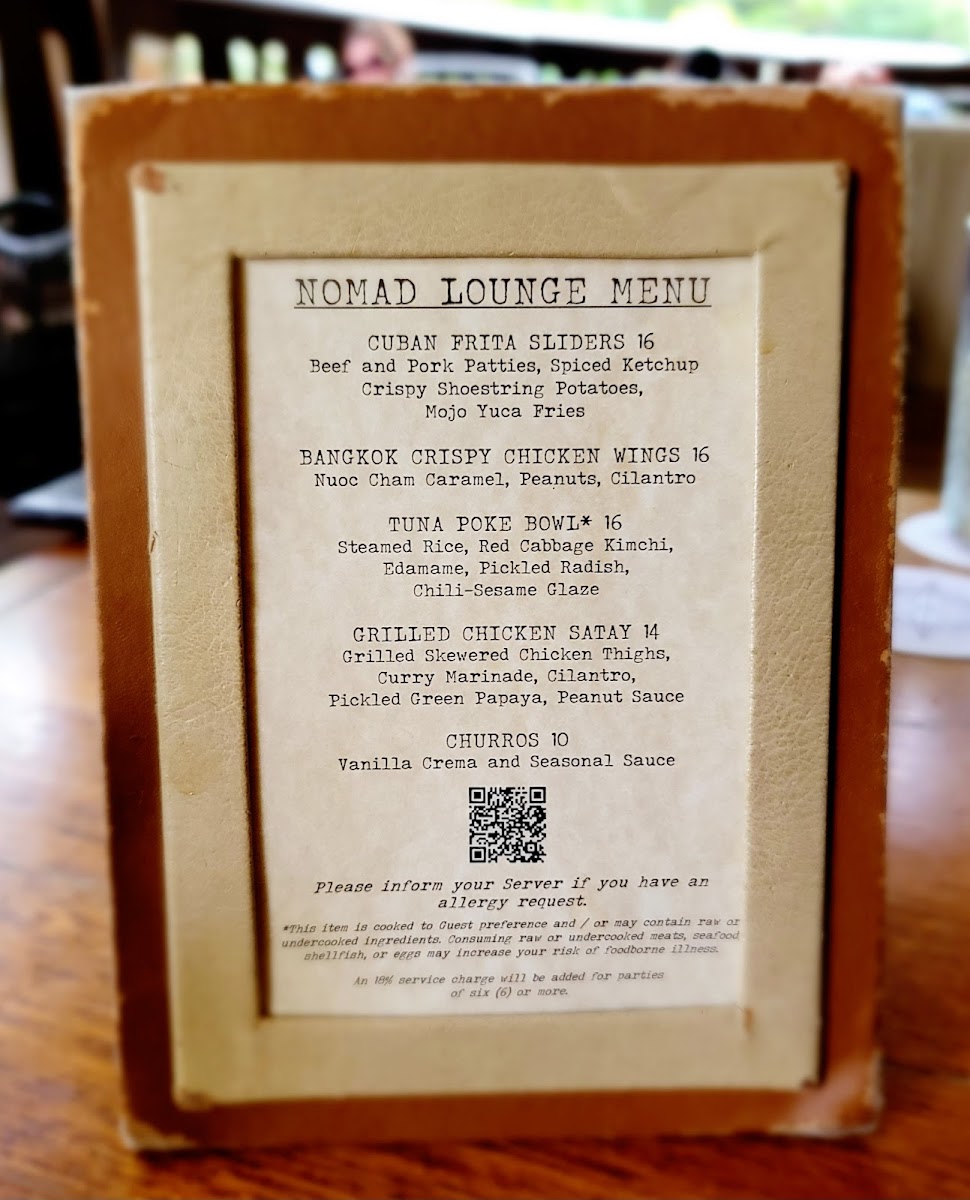 NOMAD LOUNGE MENU
CUBAN FRITA SLIDERS 16
Beef and Pork Patties, Spiced Ketchup
Crispy Shoestring Potatoes,
Mojo Yuca Fries
BANGKOK CRISPY CHICKEN WINGS 16
Nuoc Cham Caramel, Peanuts, Cilantro
TUNA POKE BOWL* 16
Steamed Rice, Red Cabbage Kimchi,
Edamame, Pickled Radish,
Chili-Sesame Glaze
GRILLED CHICKEN SATAY 14
Grilled Skewered Chicken Thighs,
Curry Marinade, Cilantro,
Pickled Green Papaya, Peanut Sauce
CHURROS 10
Vanilla Crema and Seasonal Sauce
Please inform your Server if you have an
allergy request.
*This item is cooked to Guest preference and / or may contain raw or
undercooked ingredients. Consuming raw or undercooked meats, seafood
shellfish, or eggs may increase your risk of foodborne illness.
An 18% service charge will be added for parties
of six (6) or more.